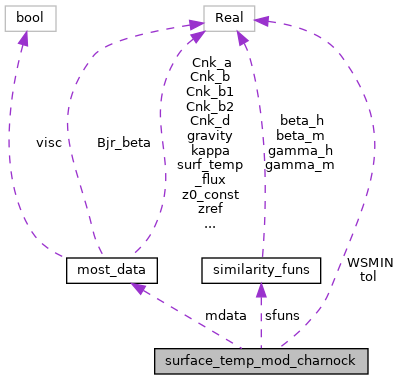 bool
Real
Cnk_a
Cnk_b
Cnk_b1
Cnk_b2
Cnk_d
gravity
kappa
surf_temp
_flux
z0_const
zref
...
beta_h
beta_m
gamma_h
gamma_m
visc
Bjr_beta
WSMIN
tol
most_data
similarity_funs
mdata
sfuns
surface_temp_mod_charnock